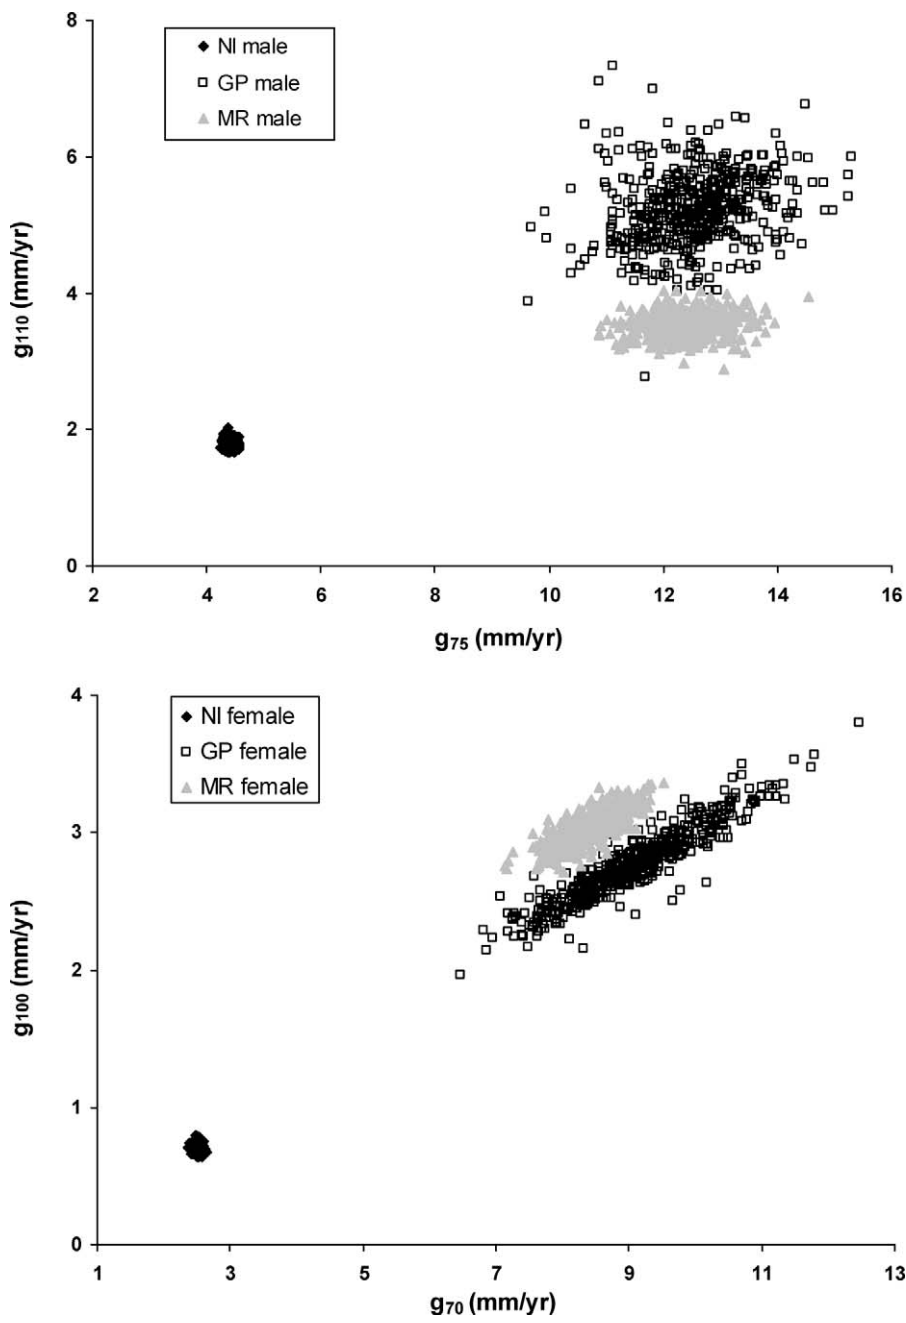 8
NI male
GP male
MR male
6
4
2
0
g110 (mm/yr)
2 4 6 8 10 12 14 16
g75 (mm/yr)
4
NI female
GP female
MR female
3
2
1
0
g100 (mm/yr)
1 3 5 7 9 11 13
g70 (mm/yr)